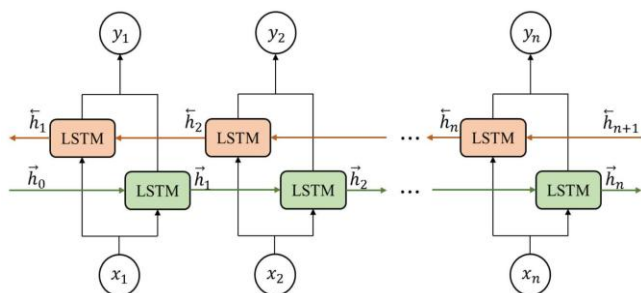 y₁ y₂ yₙ
h⃖₁ LSTM h⃖₂ LSTM ... h⃖ₙ LSTM h⃖ₙ₊₁
h⃗₀ LSTM h⃗₁ LSTM h⃗₂ ... LSTM h⃗ₙ
x₁ x₂ xₙ